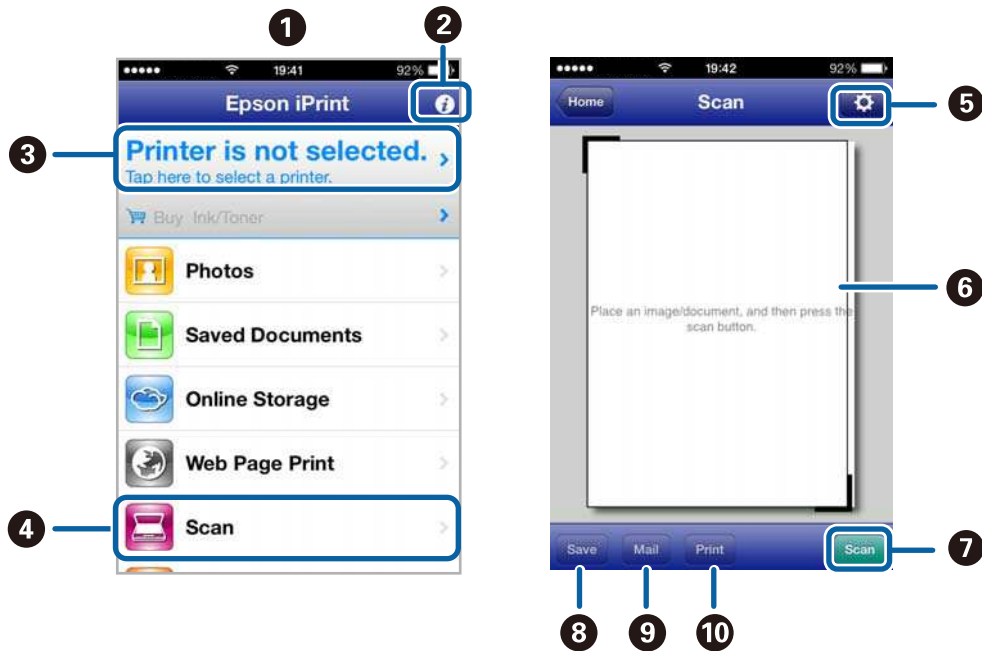 1
2
19:41
92%
Epson iPrint
i
3
Printer is not selected.
Tap here to select a printer.
Buy Ink/Toner
Photos
Saved Documents
Online Storage
Web Page Print
4
Scan
19:42
92%
Home
Scan
5
6
Place an image/document, and then press the
scan button.
Save
Mail
Print
Scan
7
8
9
10